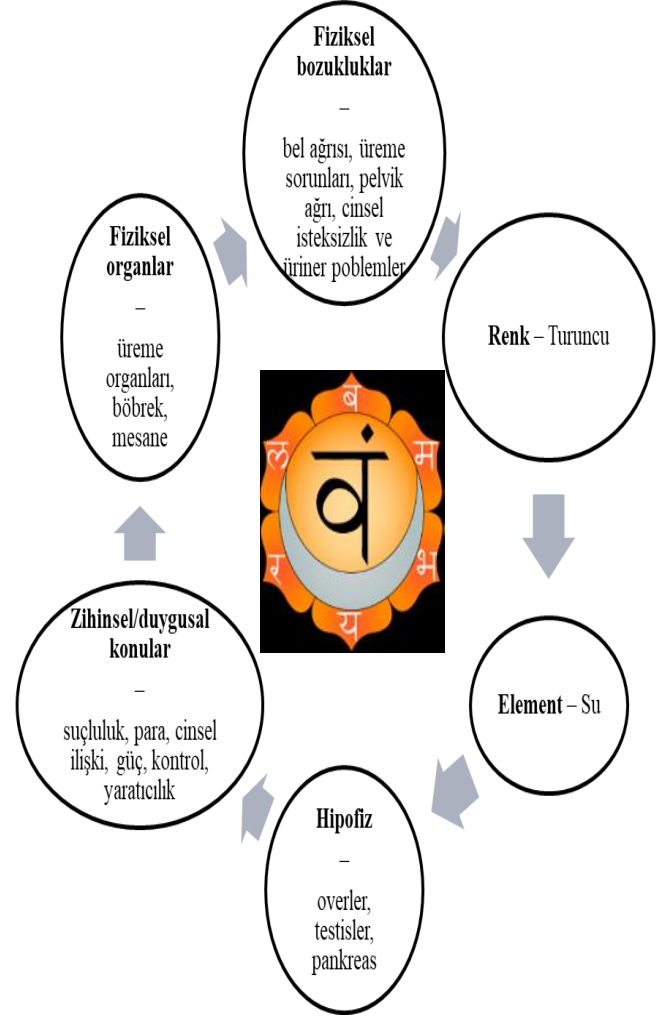 Fiziksel
bozukluklar
–
bel ağrısı, üreme
sorunları, pelvik
ağrı, cinsel
isteksizlik ve
üriner poblemler
Renk – Turuncu
Element – Su
Hipofiz
–
overler,
testisler,
pankreas
Zihinsel/duygusal
konular
–
suçluluk, para, cinsel
ilişki, güç, kontrol,
yaratıcılık
Fiziksel
organlar
–
üreme
organları,
böbrek,
mesane
ब
म
भ
य
र
ल
वं